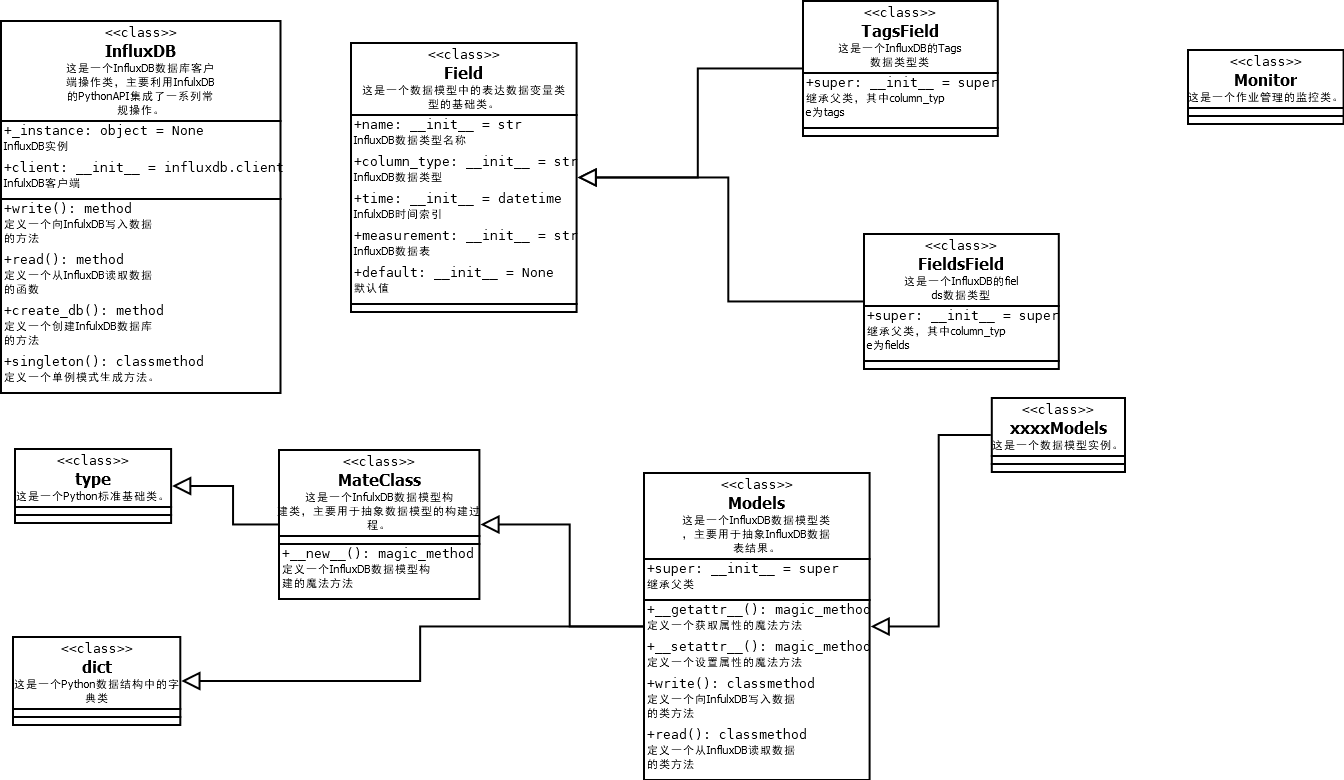 <<class>>
InfluxDB
这是一个InfluxDB数据库客户
端操作类，主要利用InfulxDB
的PythonAPI集成了一系列常
规操作。
+_instance: object = None
InfluxDB实例
+client: __init__ = influxdb.client
InfulxDB客户端
+write(): method
定义一个向InfulxDB写入数据
的方法
+read(): method
定义一个从InfluxDB读取数据
的函数
+create_db(): method
定义一个创建InfulxDB数据库
的方法
+singleton(): classmethod
定义一个单例模式生成方法。
<<class>>
Field
这是一个数据模型中的表达数据变量类
型的基础类。
+name: __init__ = str
InfluxDB数据类型名称
+column_type: __init__ = str
InfluxDB数据类型
+time: __init__ = datetime
InfulxDB时间索引
+measurement: __init__ = str
InfluxDB数据表
+default: __init__ = None
默认值
<<class>>
TagsField
这是一个InfluxDB的Tags
数据类型类
+super: __init__ = super
继承父类，其中column_typ
e为tags
<<class>>
Monitor
这是一个作业管理的监控类。
<<class>>
FieldsField
这是一个InfluxDB的fiel
ds数据类型
+super: __init__ = super
继承父类，其中column_typ
e为fields
<<class>>
type
这是一个Python标准基础类。
<<class>>
MateClass
这是一个InfulxDB数据模型构
建类，主要用于抽象数据模型的构建过
程。
+__new__(): magic_method
定义一个InfluxDB数据模型构
建的魔法方法
<<class>>
Models
这是一个InfluxDB数据模型类
，主要用于抽象InfluxDB数据
表结果。
+super: __init__ = super
继承父类
+__getattr__(): magic_method
定义一个获取属性的魔法方法
+__setattr__(): magic_method
定义一个设置属性的魔法方法
+write(): classmethod
定义一个向InfulxDB写入数据
的类方法
+read(): classmethod
定义一个从InfluxDB读取数据
的类方法
<<class>>
xxxxModels
这是一个数据模型实例。
<<class>>
dict
这是一个Python数据结构中的字
典类